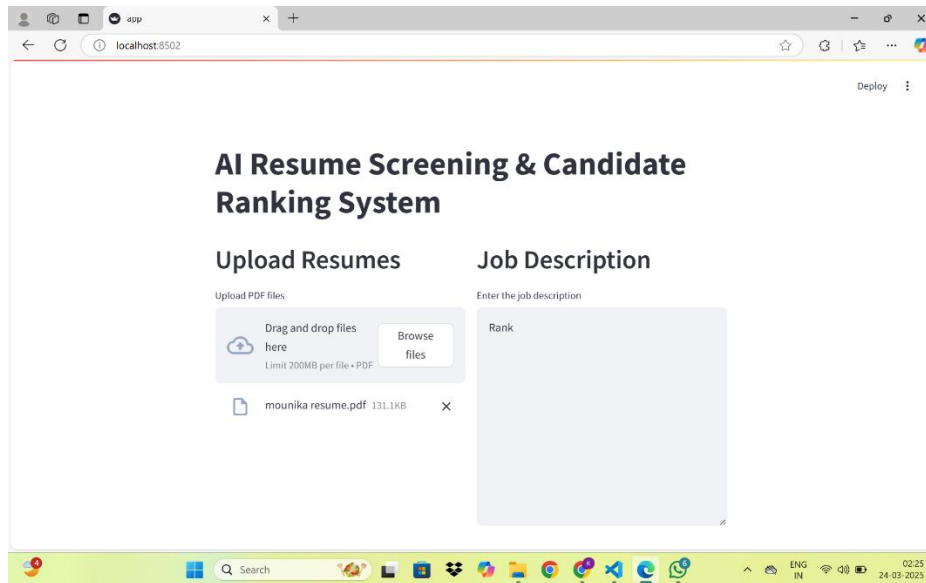 app
localhost:8502
Deploy
AI Resume Screening & Candidate
Ranking System
Upload Resumes
Upload PDF files
Drag and drop files
here
Limit 200MB per file • PDF
Browse
files
mounika resume.pdf 131.1KB
Job Description
Enter the job description
Rank
4
Search
ENG
IN
02:25
24-03-2025